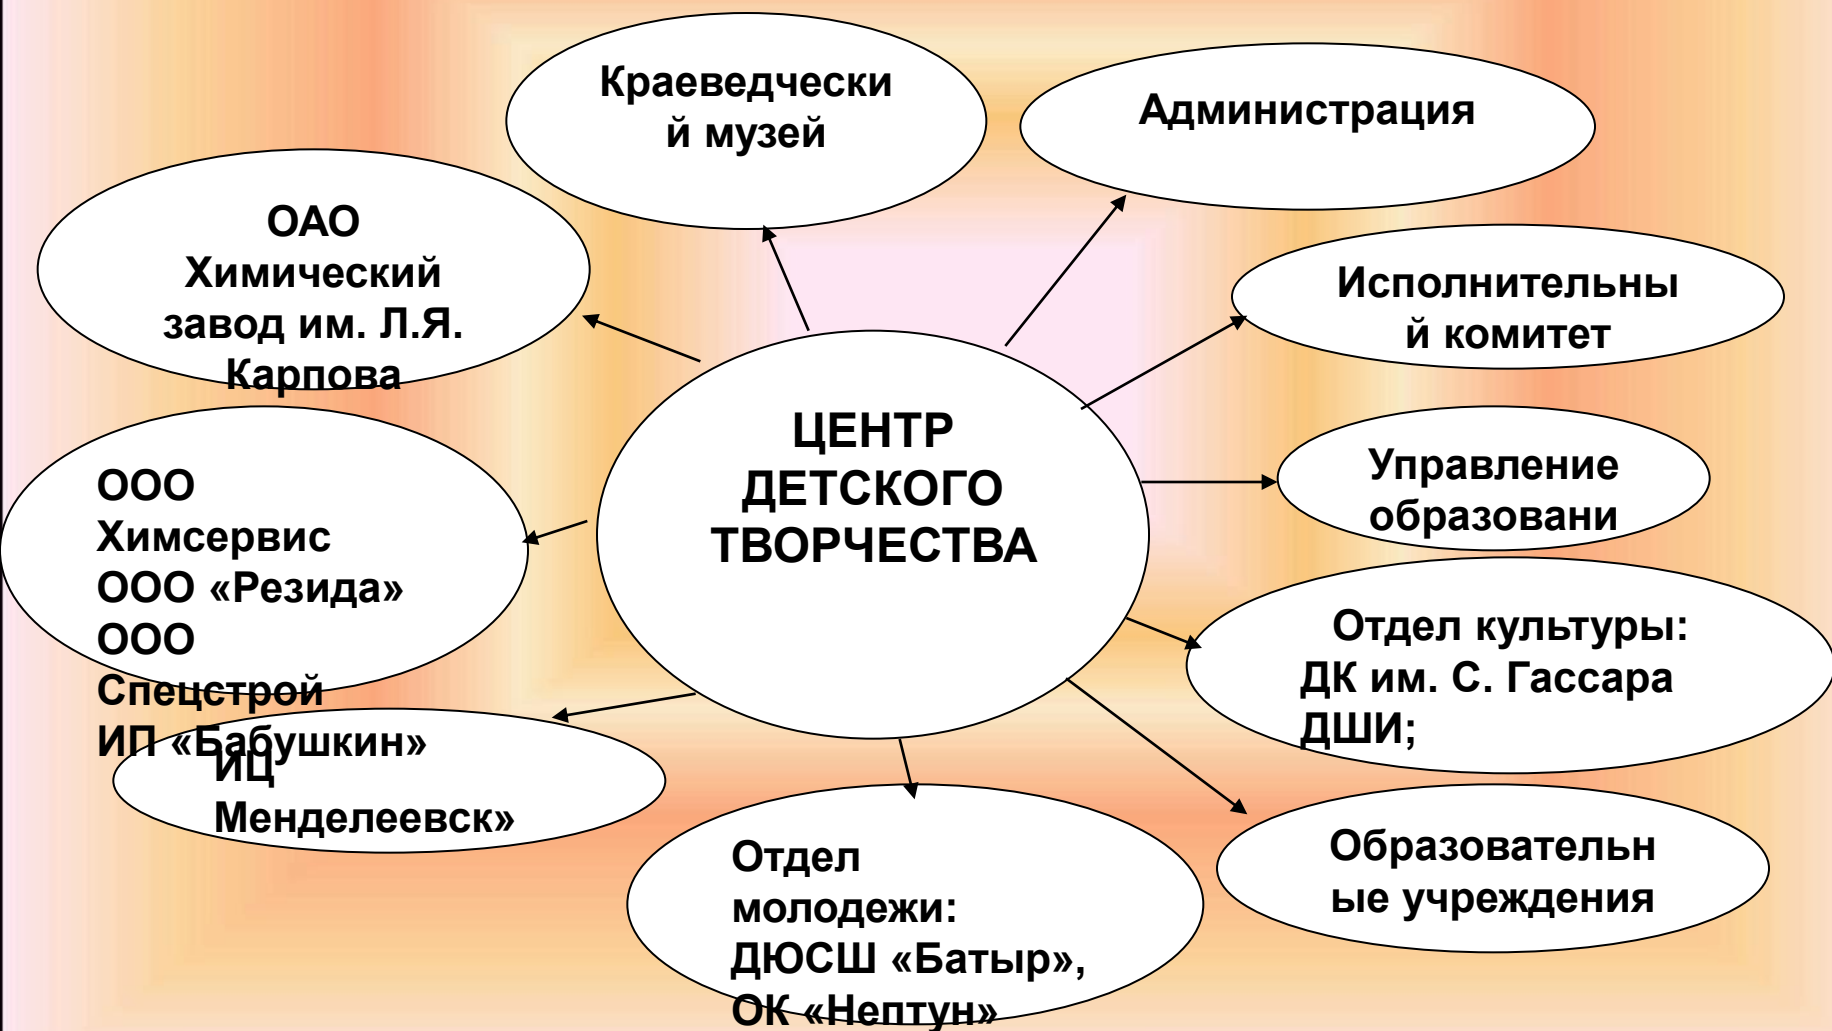 Краеведчески
й музей
Администрация
ОАО
Химический
завод им. Л.Я.
Карпова
Исполнительны
й комитет
ЦЕНТР
ДЕТСКОГО
ТВОРЧЕСТВА
Управление
образовани
ООО
Химсервис
ООО «Резида»
ООО
Спецстрой
ИП «Бабушкин»
Отдел культуры:
ДК им. С. Гассара
ДШИ;
ИЦ
Менделеевск»
Отдел
молодежи:
ДЮСШ «Батыр»,
ОК «Нептун»
Образовательн
ые учреждения